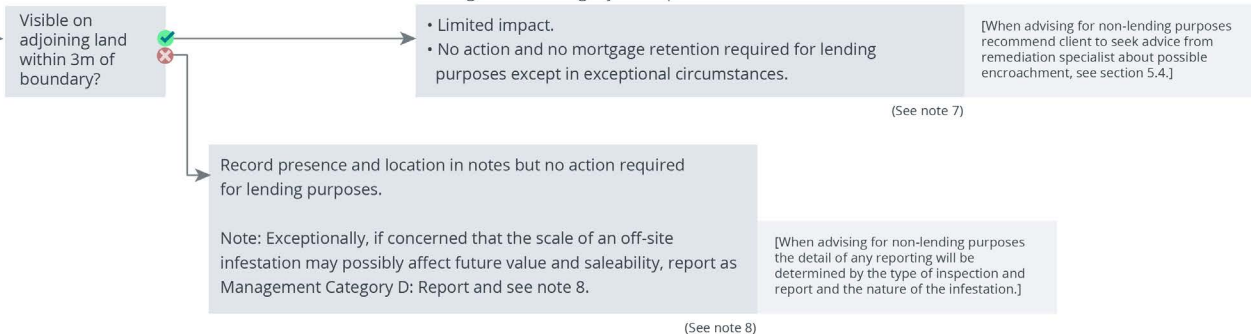 Visible on
adjoining land
within 3m of
boundary?
• Limited impact.
• No action and no mortgage retention required for lending
purposes except in exceptional circumstances.
[When advising for non-lending purposes
recommend client to seek advice from
remediation specialist about possible
encroachment, see section 5.4.]
(See note 7)
Record presence and location in notes but no action required
for lending purposes.
Note: Exceptionally, if concerned that the scale of an off-site
infestation may possibly affect future value and saleability, report as
Management Category D: Report and see note 8.
[When advising for non-lending purposes
the detail of any reporting will be
determined by the type of inspection and
report and the nature of the infestation.]
(See note 8)